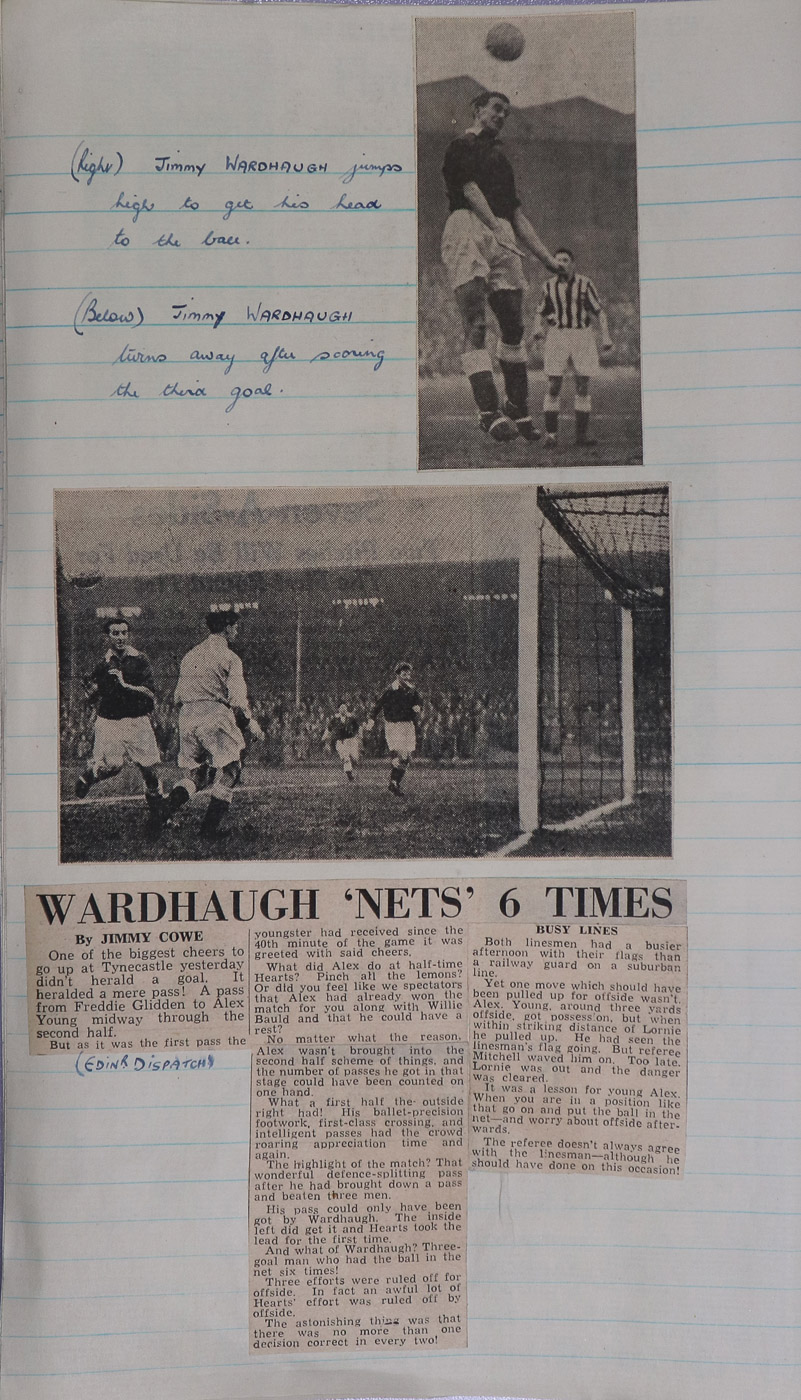 (Right) Jimmy WARDHAUGH jumps
high to get his head
to the ball.
(Below) Jimmy WARDHAUGH
turns away after scoring
the third goal.
WARDHAUGH ‘NETS’ 6 TIMES
By JIMMY COWE
One of the biggest cheers to
go up at Tynecastle yesterday
didn't herald a goal. It
heralded a mere pass! A pass
from Freddie Glidden to Alex
Young midway through the
second half.
But as it was the first pass the
(EDIN. DISPATCH)
youngster had received since the
40th minute of the game it was
greeted with said cheers.
What did Alex do at half-time
Hearts? Pinch all the lemons?
Or did you feel like we spectators
that Alex had already won the
match for you along with Willie
Bauld and that he could have a
rest?
No matter what the reason,
Alex wasn't brought into the
second half scheme of things, and
the number of passes he got in that
stage could have been counted on
one hand.
What a first half the outside
right had! His ballet-precision
footwork, first-class crossing, and
intelligent passes had the crowd
roaring appreciation time and
again.
The highlight of the match? That
wonderful defence-splitting pass
after he had brought down a pass
and beaten three men.
His pass could only have been
got by Wardhaugh. The inside
left did get it and Hearts took the
lead for the first time.
And what of Wardhaugh? Three-
goal man who had the ball in the
net six times!
Three efforts were ruled off for
offside. In fact an awful lot of
Hearts' effort was ruled off by
offside.
The astonishing thing was that
there was no more than one
decision correct in every two!
BUSY LINES
Both linesmen had a busier
afternoon with their flags than
a railway guard on a suburban
line.
Yet one move which should have
been pulled up for offside wasn't.
Alex. Young, around three yards
offside, got possession, but when
within striking distance of Lornie
he pulled up. He had seen the
linesman's flag going. But referee
Mitchell waved him on. Too late.
Lornie was out and the danger
was cleared.
It was a lesson for young Alex.
When you are in a position like
that go on and put the ball in the
net—and worry about offside after-
wards.
The referee doesn't always agree
with the linesman—although he
should have done on this occasion!